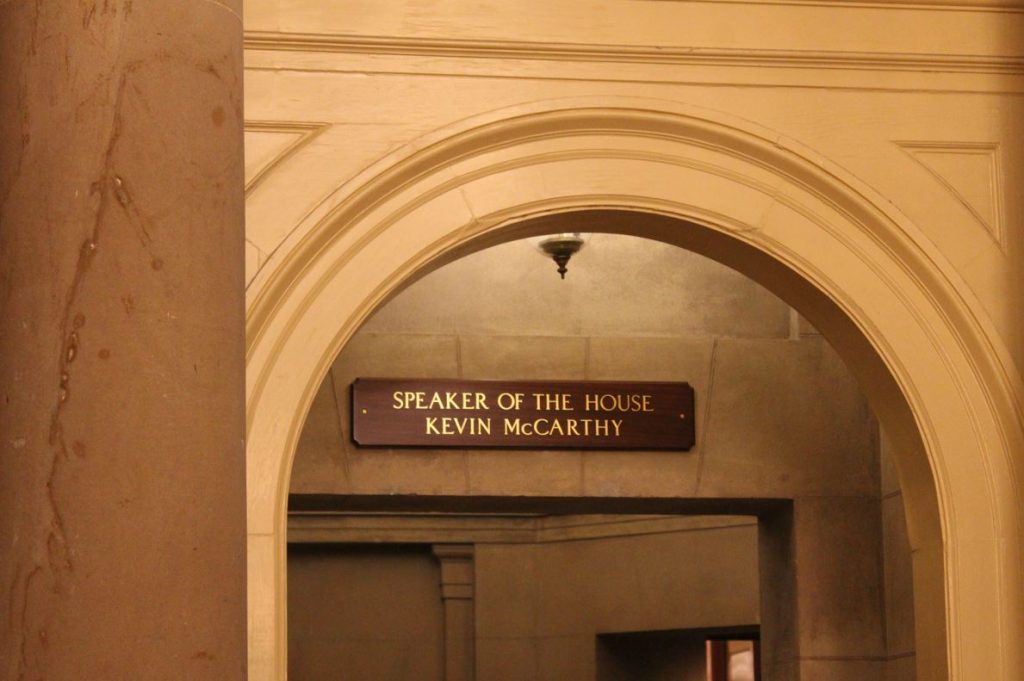 SPEAKER OF THE HOUSE
KEVIN McCARTHY